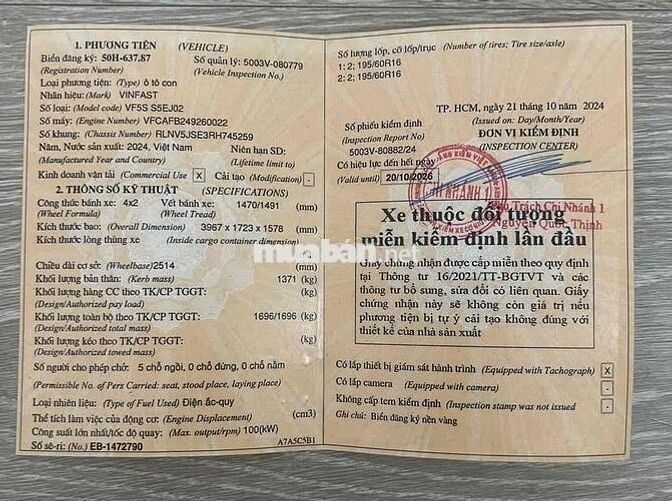 1. PHƯƠNG TIỆN (VEHICLE)
Biển đăng ký: 50H-637.87 Số quản lý: 5003V-080779
(Registration Number) (Vehicle Inspection No.)
Loại phương tiện: (Type) ô tô con
Nhãn hiệu: (Mark) VINFAST
Số loại: (Model code) VF5S S5EJ02
Số máy: (Engine Number) VFCAFB249260022
Số khung: (Chassis Number) RLNV5JSE3RH745259
Năm, Nước sản xuất: 2024, Việt Nam Niên hạn SD:
(Manufactured Year and Country) (Lifetime limit to)
Kinh doanh vận tải (Commercial Use) X Cải tạo (Modification) -
2. THÔNG SỐ KỸ THUẬT (SPECIFICATIONS)
Công thức bánh xe: 4x2 Vết bánh xe: 1470/1491 (mm)
(Wheel Formula) (Wheel Tread)
Kích thước bao: (Overall Dimension) 3967 x 1723 x 1578 (mm)
Kích thước lòng thùng xe (Inside cargo container dimension)
(mm)
Chiều dài cơ sở: (Wheelbase) 2514 (mm)
Khối lượng bản thân: (Kerb mass) 1371 (kg)
Khối lượng hàng CC theo TK/CP TGGT: (kg)
(Design/Authorized pay load)
Khối lượng toàn bộ theo TK/CP TGGT: 1696/1696 (kg)
(Design/Authorized total mass)
Khối lượng kéo theo TK/CP TGGT: (kg)
(Design/Authorized towed mass)
Số người cho phép chở: 5 chỗ ngồi, 0 chỗ đứng, 0 chỗ nằm
(Permissible No. of Pers Carried: seat, stood place, laying place)
Loại nhiên liệu: (Type of Fuel Used) Điện ắc-quy
Thể tích làm việc của động cơ: (Engine Displacement) (cm3)
Công suất lớn nhất/tốc độ quay: (Max. output/rpm) 100(kW)
Số sê-ri: (No.) EB-1472790 A7A5C5B1
Số lượng lốp, cỡ lốp/trục (Number of tires; Tire size/axle)
1: 2; 195/60R16
2: 2; 195/60R16
TP. HCM, ngày 21 tháng 10 năm 2024
(Issued on: Day/Month/Year)
Số phiếu kiểm định ĐƠN VỊ KIỂM ĐỊNH
(Inspection Report No) (INSPECTION CENTER)
5003V-80882/24
Có hiệu lực đến hết ngày
(Valid until) 20/10/2026
CHI NHÁNH 1
Phụ Trách Chi Nhánh 1
Nguyễn Quốc Thịnh
Xe thuộc đối tượng
miễn kiểm định lần đầu
Giấy chứng nhận được cấp miễn theo quy định
tại Thông tư 16/2021/TT-BGTVT và các
thông tư bổ sung, sửa đổi có liên quan. Giấy
chứng nhận này sẽ không còn giá trị nếu
phương tiện bị tự ý cải tạo không đúng với
thiết kế của nhà sản xuất
Có lắp thiết bị giám sát hành trình (Equipped with Tachograph) X
Có lắp camera (Equipped with camera) -
Không cấp tem kiểm định (Inspection stamp was not issued) -
Ghi chú: Biển đăng ký nền vàng
muaban.net